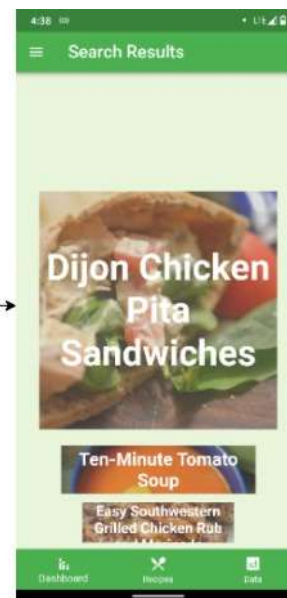 4:38
Search Results
Dijon Chicken
Pita
Sandwiches
Ten-Minute Tomato
Soup
Easy Southwestern
Grilled Chicken Rub
Dashboard
Recipes
Data